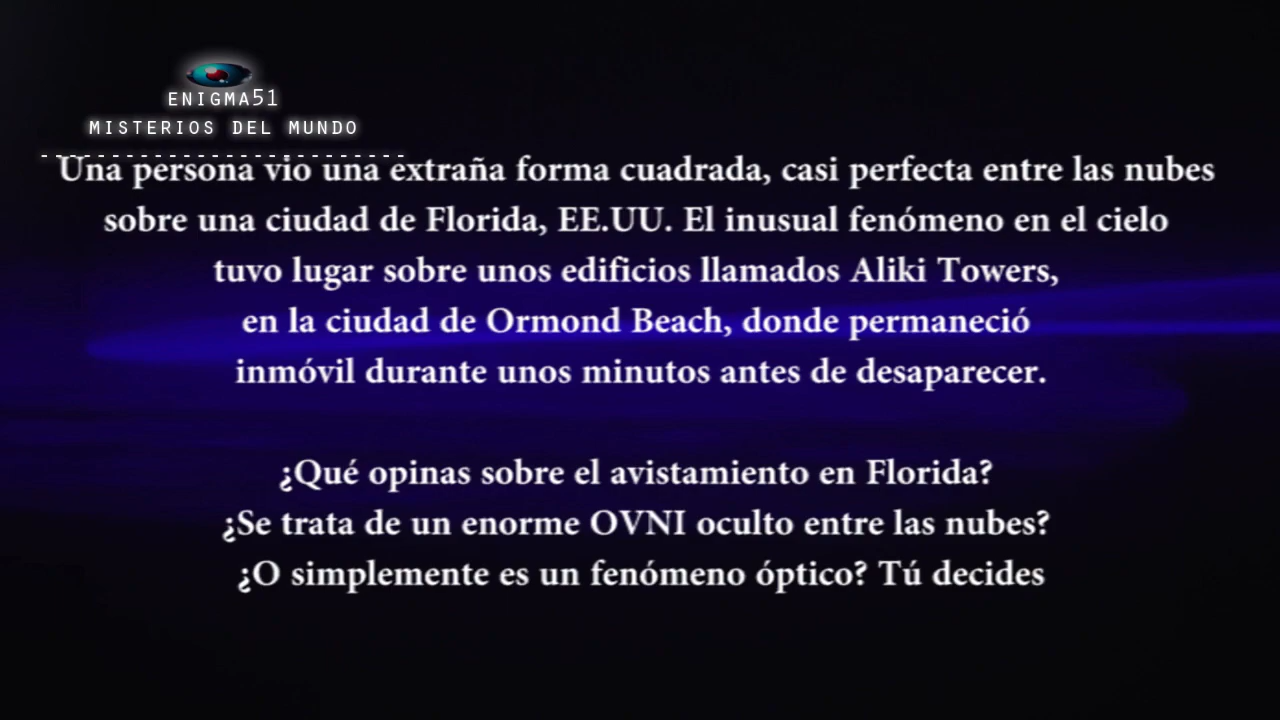 ENIGMA51
MISTERIOS DEL MUNDO
Una persona vio una extraña forma cuadrada, casi perfecta entre las nubes
sobre una ciudad de Florida, EE.UU. El inusual fenómeno en el cielo
tuvo lugar sobre unos edificios llamados Aliki Towers,
en la ciudad de Ormond Beach, donde permaneció
inmóvil durante unos minutos antes de desaparecer.
¿Qué opinas sobre el avistamiento en Florida?
¿Se trata de un enorme OVNI oculto entre las nubes?
¿O simplemente es un fenómeno óptico? Tú decides